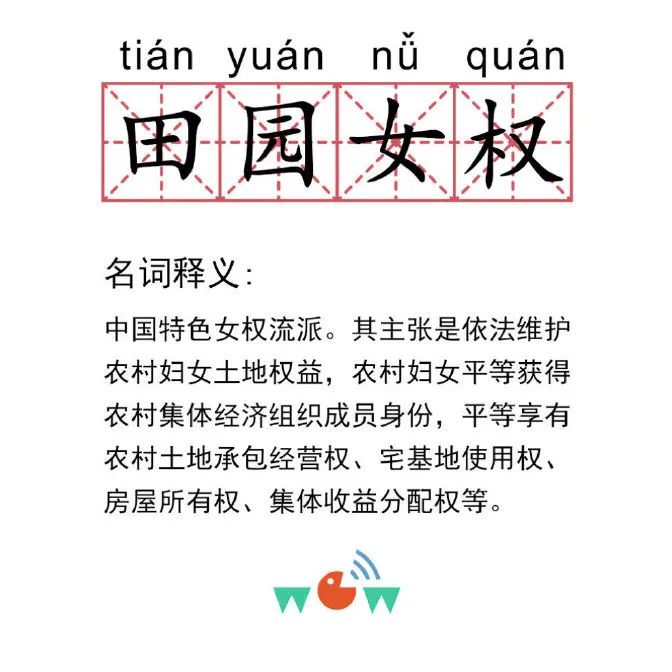 tián yuán nǚ quán
田园女权
名词释义:
中国特色女权流派。其主张是依法维护
农村妇女土地权益，农村妇女平等获得
农村集体经济组织成员身份，平等享有
农村土地承包经营权、宅基地使用权、
房屋所有权、集体收益分配权等。
WOW